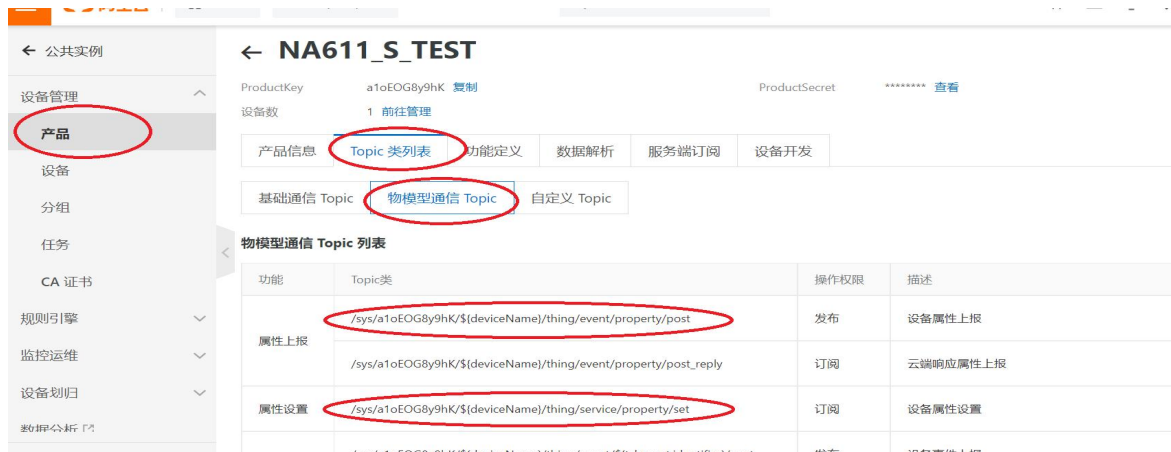 ← 公共实例
← NA611_S_TEST
ProductKey a1oEOG8y9hK 复制 ProductSecret ******** 查看
设备数 1 前往管理
设备管理
产品
设备
分组
任务
CA 证书
规则引擎
监控运维
设备划归
数据分析
产品信息 Topic 类列表 功能定义 数据解析 服务端订阅 设备开发
基础通信 Topic 物模型通信 Topic 自定义 Topic
物模型通信 Topic 列表
功能 Topic类 操作权限 描述
属性上报 /sys/a1oEOG8y9hK/${deviceName}/thing/event/property/post 发布 设备属性上报
/sys/a1oEOG8y9hK/${deviceName}/thing/event/property/post_reply 订阅 云端响应属性上报
属性设置 /sys/a1oEOG8y9hK/${deviceName}/thing/service/property/set 订阅 设备属性设置